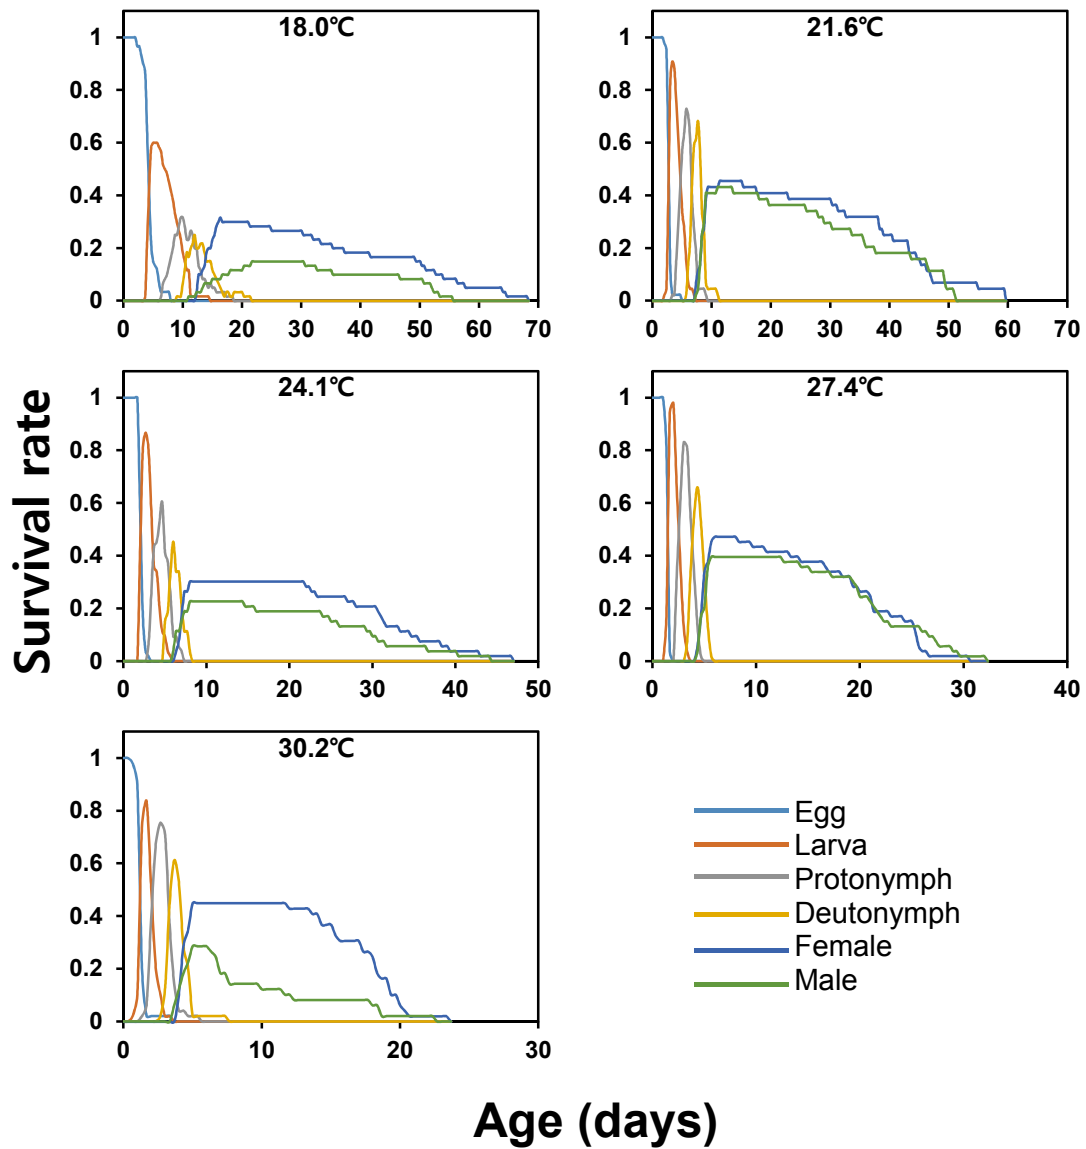 18.0℃
1
0.8
0.6
0.4
0.2
0
0 10 20 30 40 50 60 70
21.6℃
1
0.8
0.6
0.4
0.2
0
0 10 20 30 40 50 60 70
Survival rate
24.1℃
1
0.8
0.6
0.4
0.2
0
0 10 20 30 40 50
27.4℃
1
0.8
0.6
0.4
0.2
0
0 10 20 30 40
30.2℃
1
0.8
0.6
0.4
0.2
0
0 10 20 30
Egg
Larva
Protonymph
Deutonymph
Female
Male
Age (days)